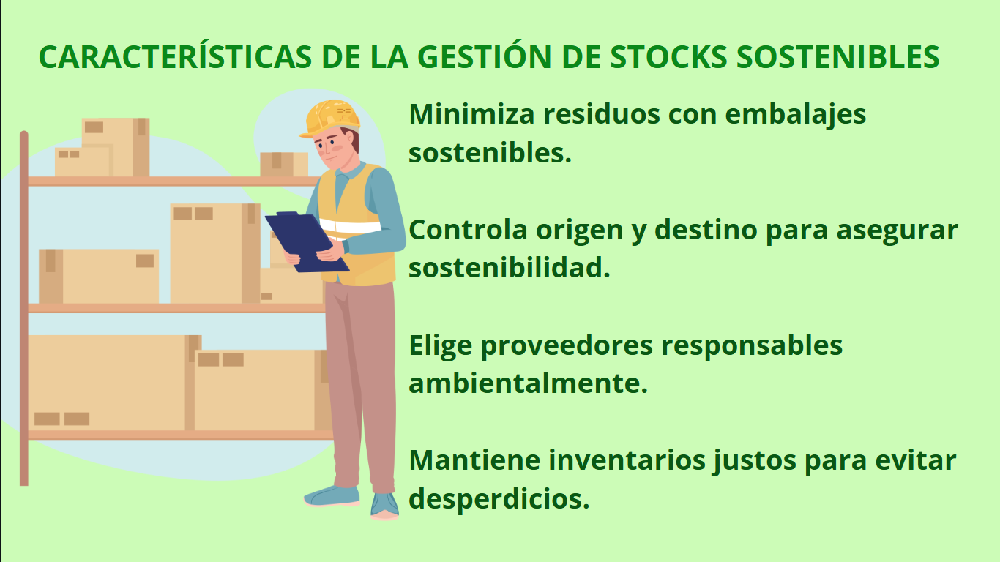 CARACTERÍSTICAS DE LA GESTIÓN DE STOCKS SOSTENIBLES
Minimiza residuos con embalajes
sostenibles.
Controla origen y destino para asegurar
sostenibilidad.
Elige proveedores responsables
ambientalmente.
Mantiene inventarios justos para evitar
desperdicios.